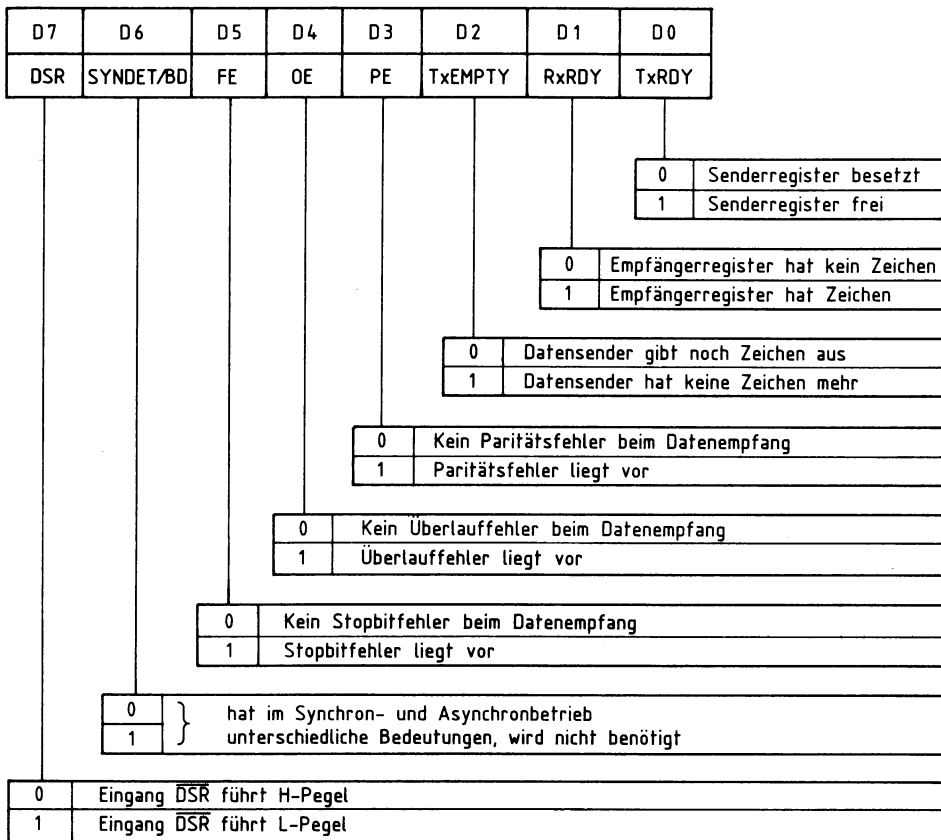 D7 D6 D5 D4 D3 D2 D1 D0
DSR SYNDET/BD FE OE PE TxEMPTY RxRDY TxRDY
0 Senderregister besetzt
1 Senderregister frei
0 Empfängerregister hat kein Zeichen
1 Empfängerregister hat Zeichen
0 Datensender gibt noch Zeichen aus
1 Datensender hat keine Zeichen mehr
0 Kein Paritätsfehler beim Datenempfang
1 Paritätsfehler liegt vor
0 Kein Überlauffehler beim Datenempfang
1 Überlauffehler liegt vor
0 Kein Stopbitfehler beim Datenempfang
1 Stopbitfehler liegt vor
0 } hat im Synchron- und Asynchronbetrieb
1 unterschiedliche Bedeutungen, wird nicht benötigt
0 Eingang D̅S̅R̅ führt H-Pegel
1 Eingang D̅S̅R̅ führt L-Pegel